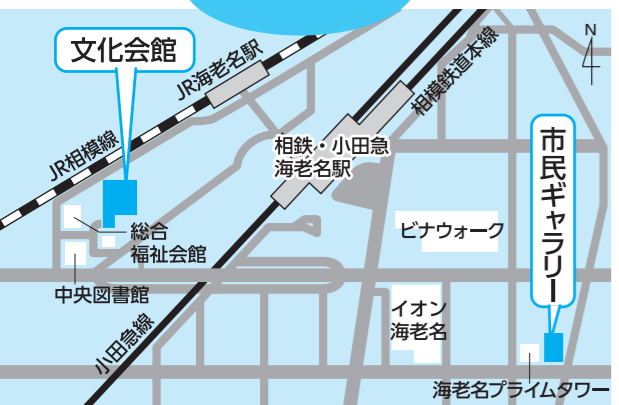 文化会館
JR海老名駅
相模鉄道本線
N
JR相模線
相鉄・小田急
海老名駅
市民ギャラリー
総合
福祉会館
ビナウォーク
中央図書館
イオン
海老名
小田急線
海老名プライムタワー